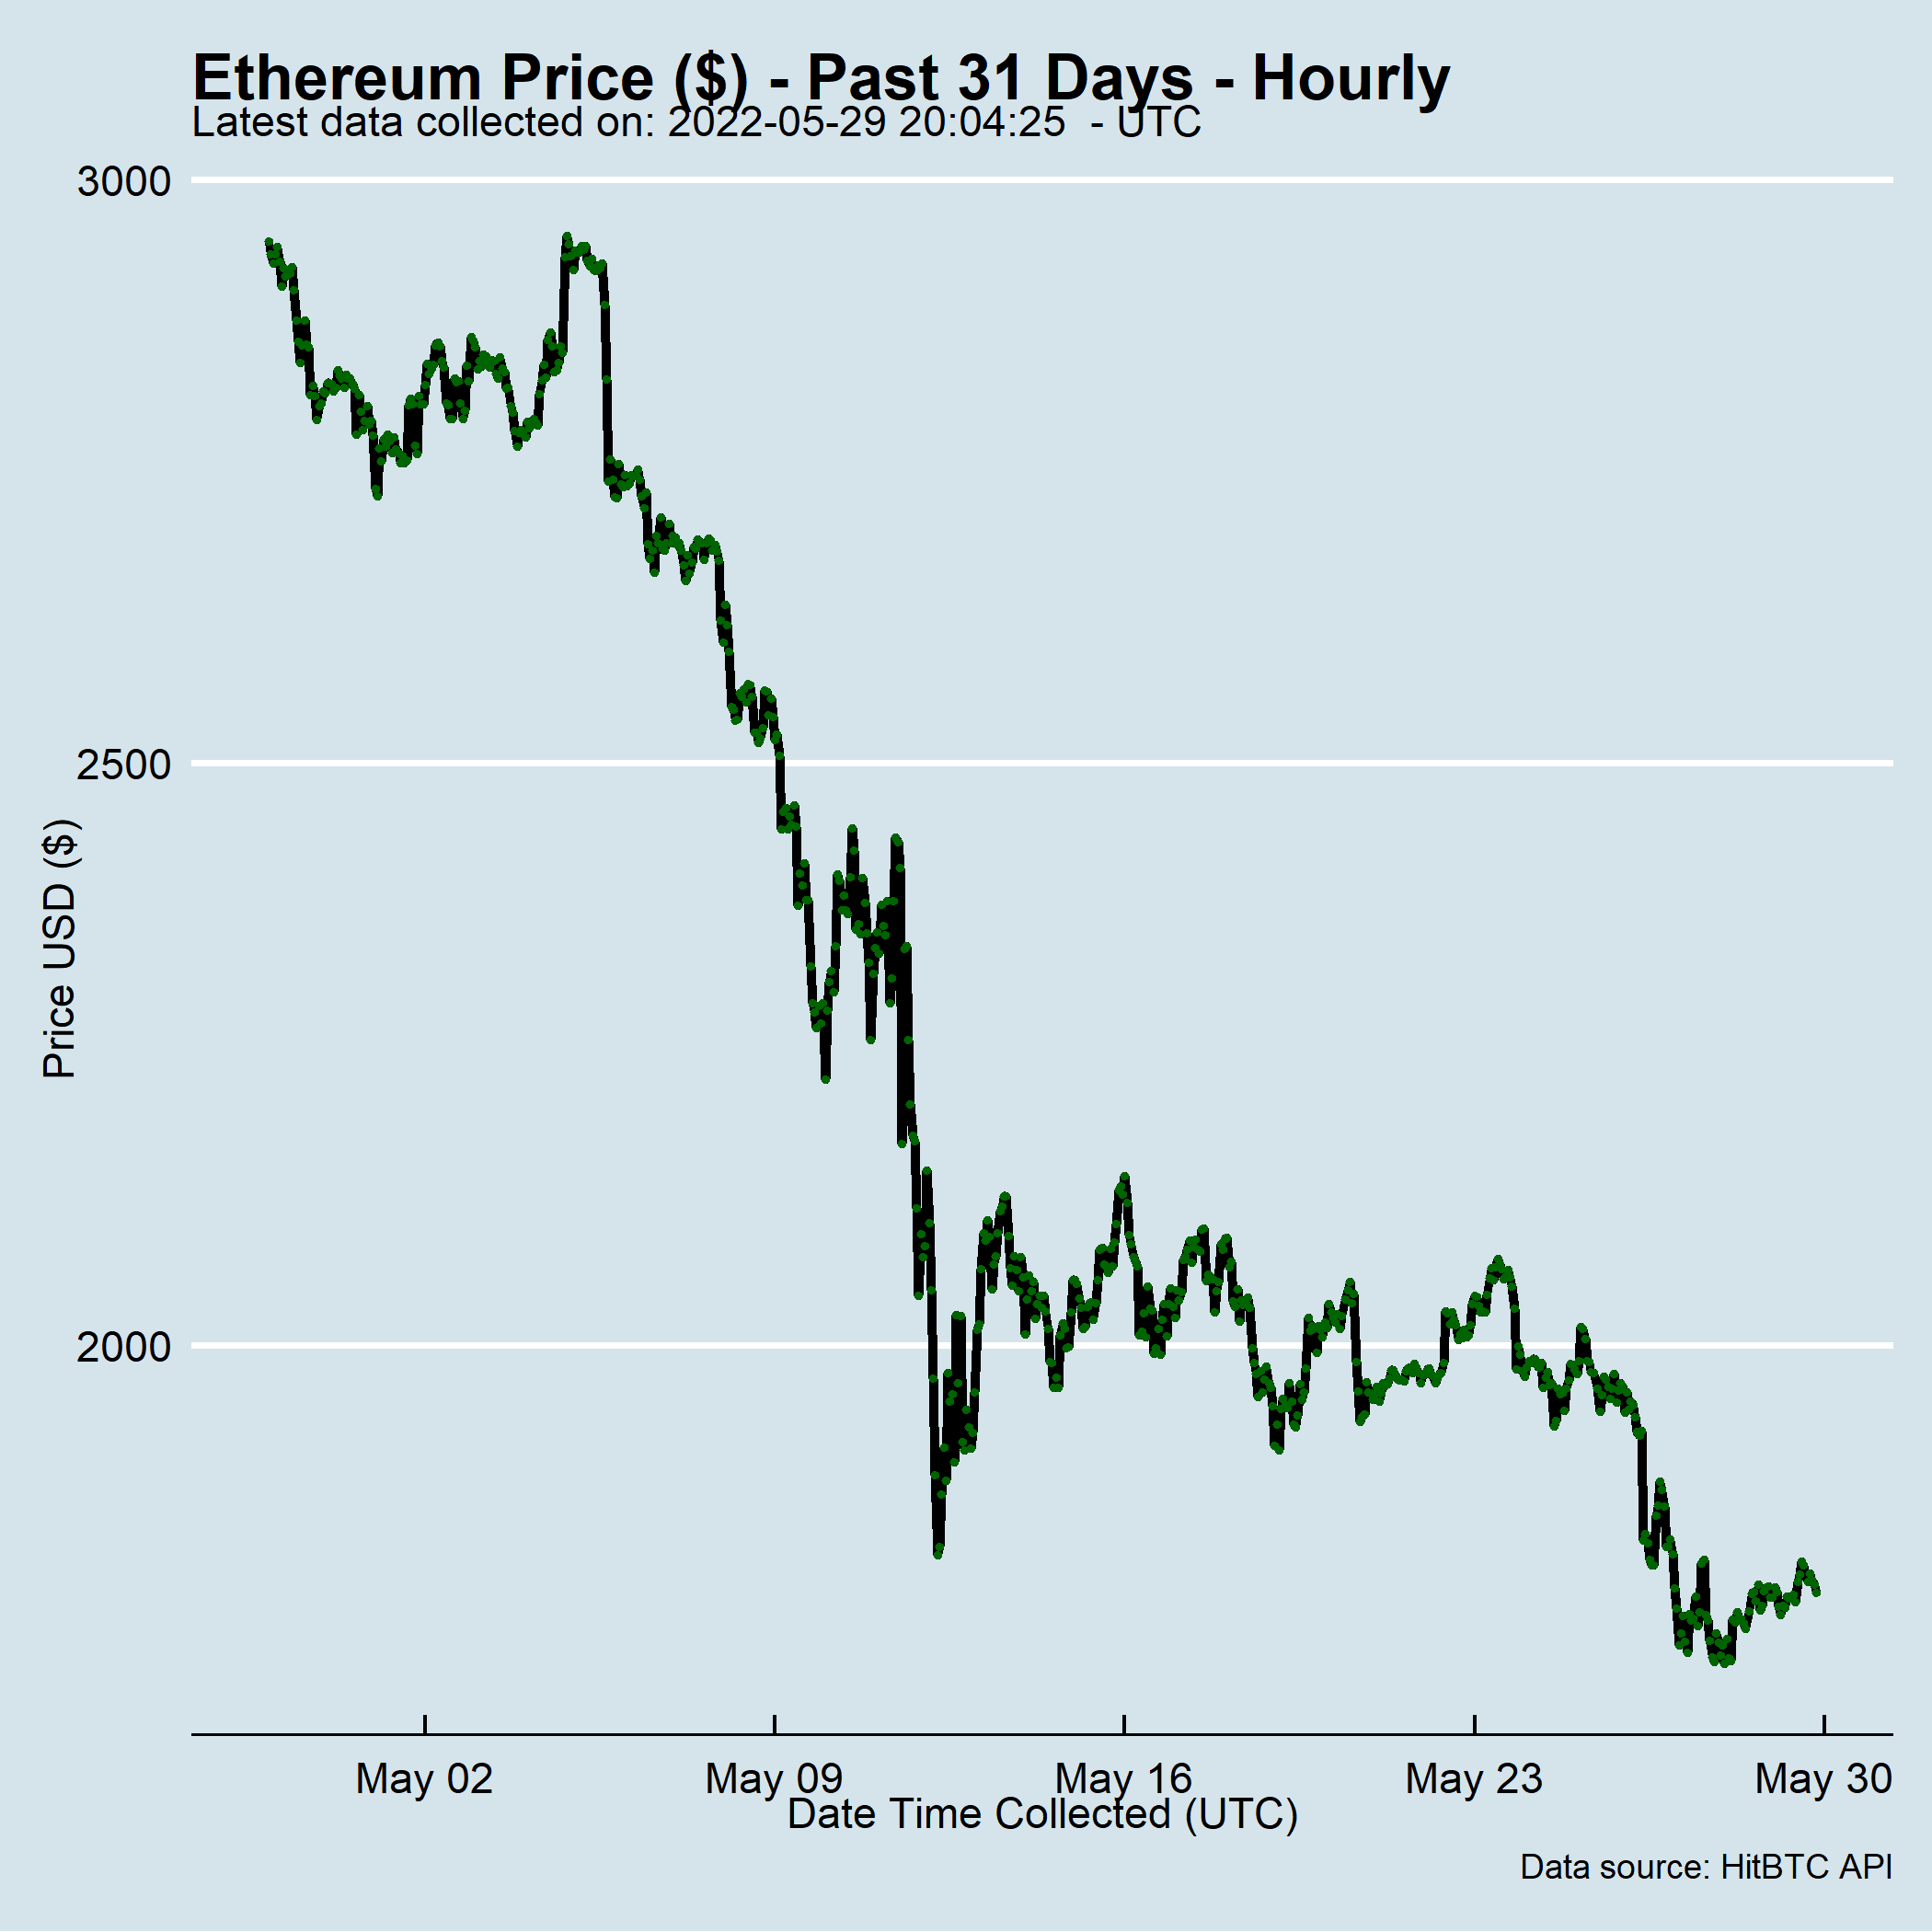 Ethereum Price ($) - Past 31 Days - Hourly
Latest data collected on: 2022-05-29 20:04:25  - UTC
3000
2500
2000
Price USD ($)
May 02
May 09
May 16
May 23
May 30
Date Time Collected (UTC)
Data source: HitBTC API